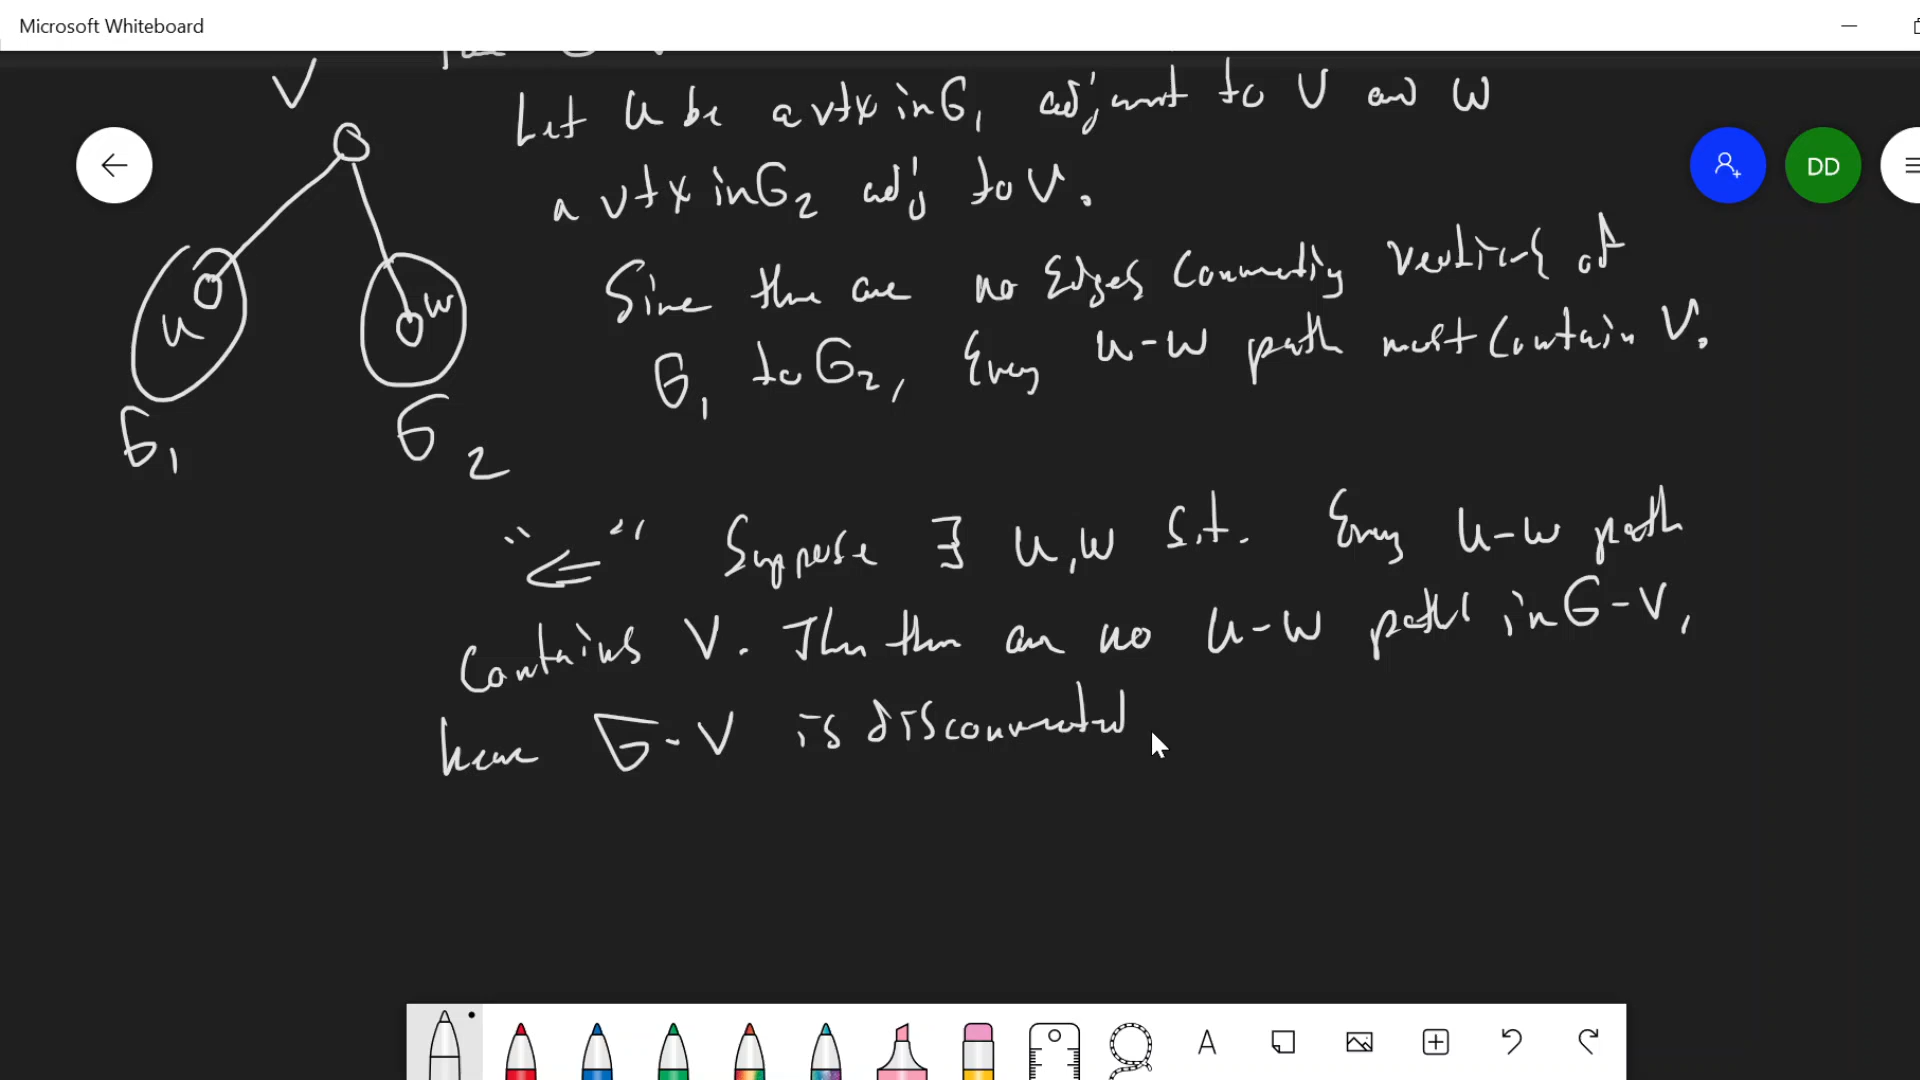 Microsoft Whiteboard
V
Let u be a vtx in G1 adjacent to V and w
a vtx in G2 adj to V.
DD
Since there are no Edges Connecting vertices of
G1 to G2, Every u-w path must contain V.
u
w
G1
G2
"⇐" Suppose ∃ u,w s.t. Every u-w path
Contains V. Then there are no u-w paths in G-V,
hence G-V is disconnected
A